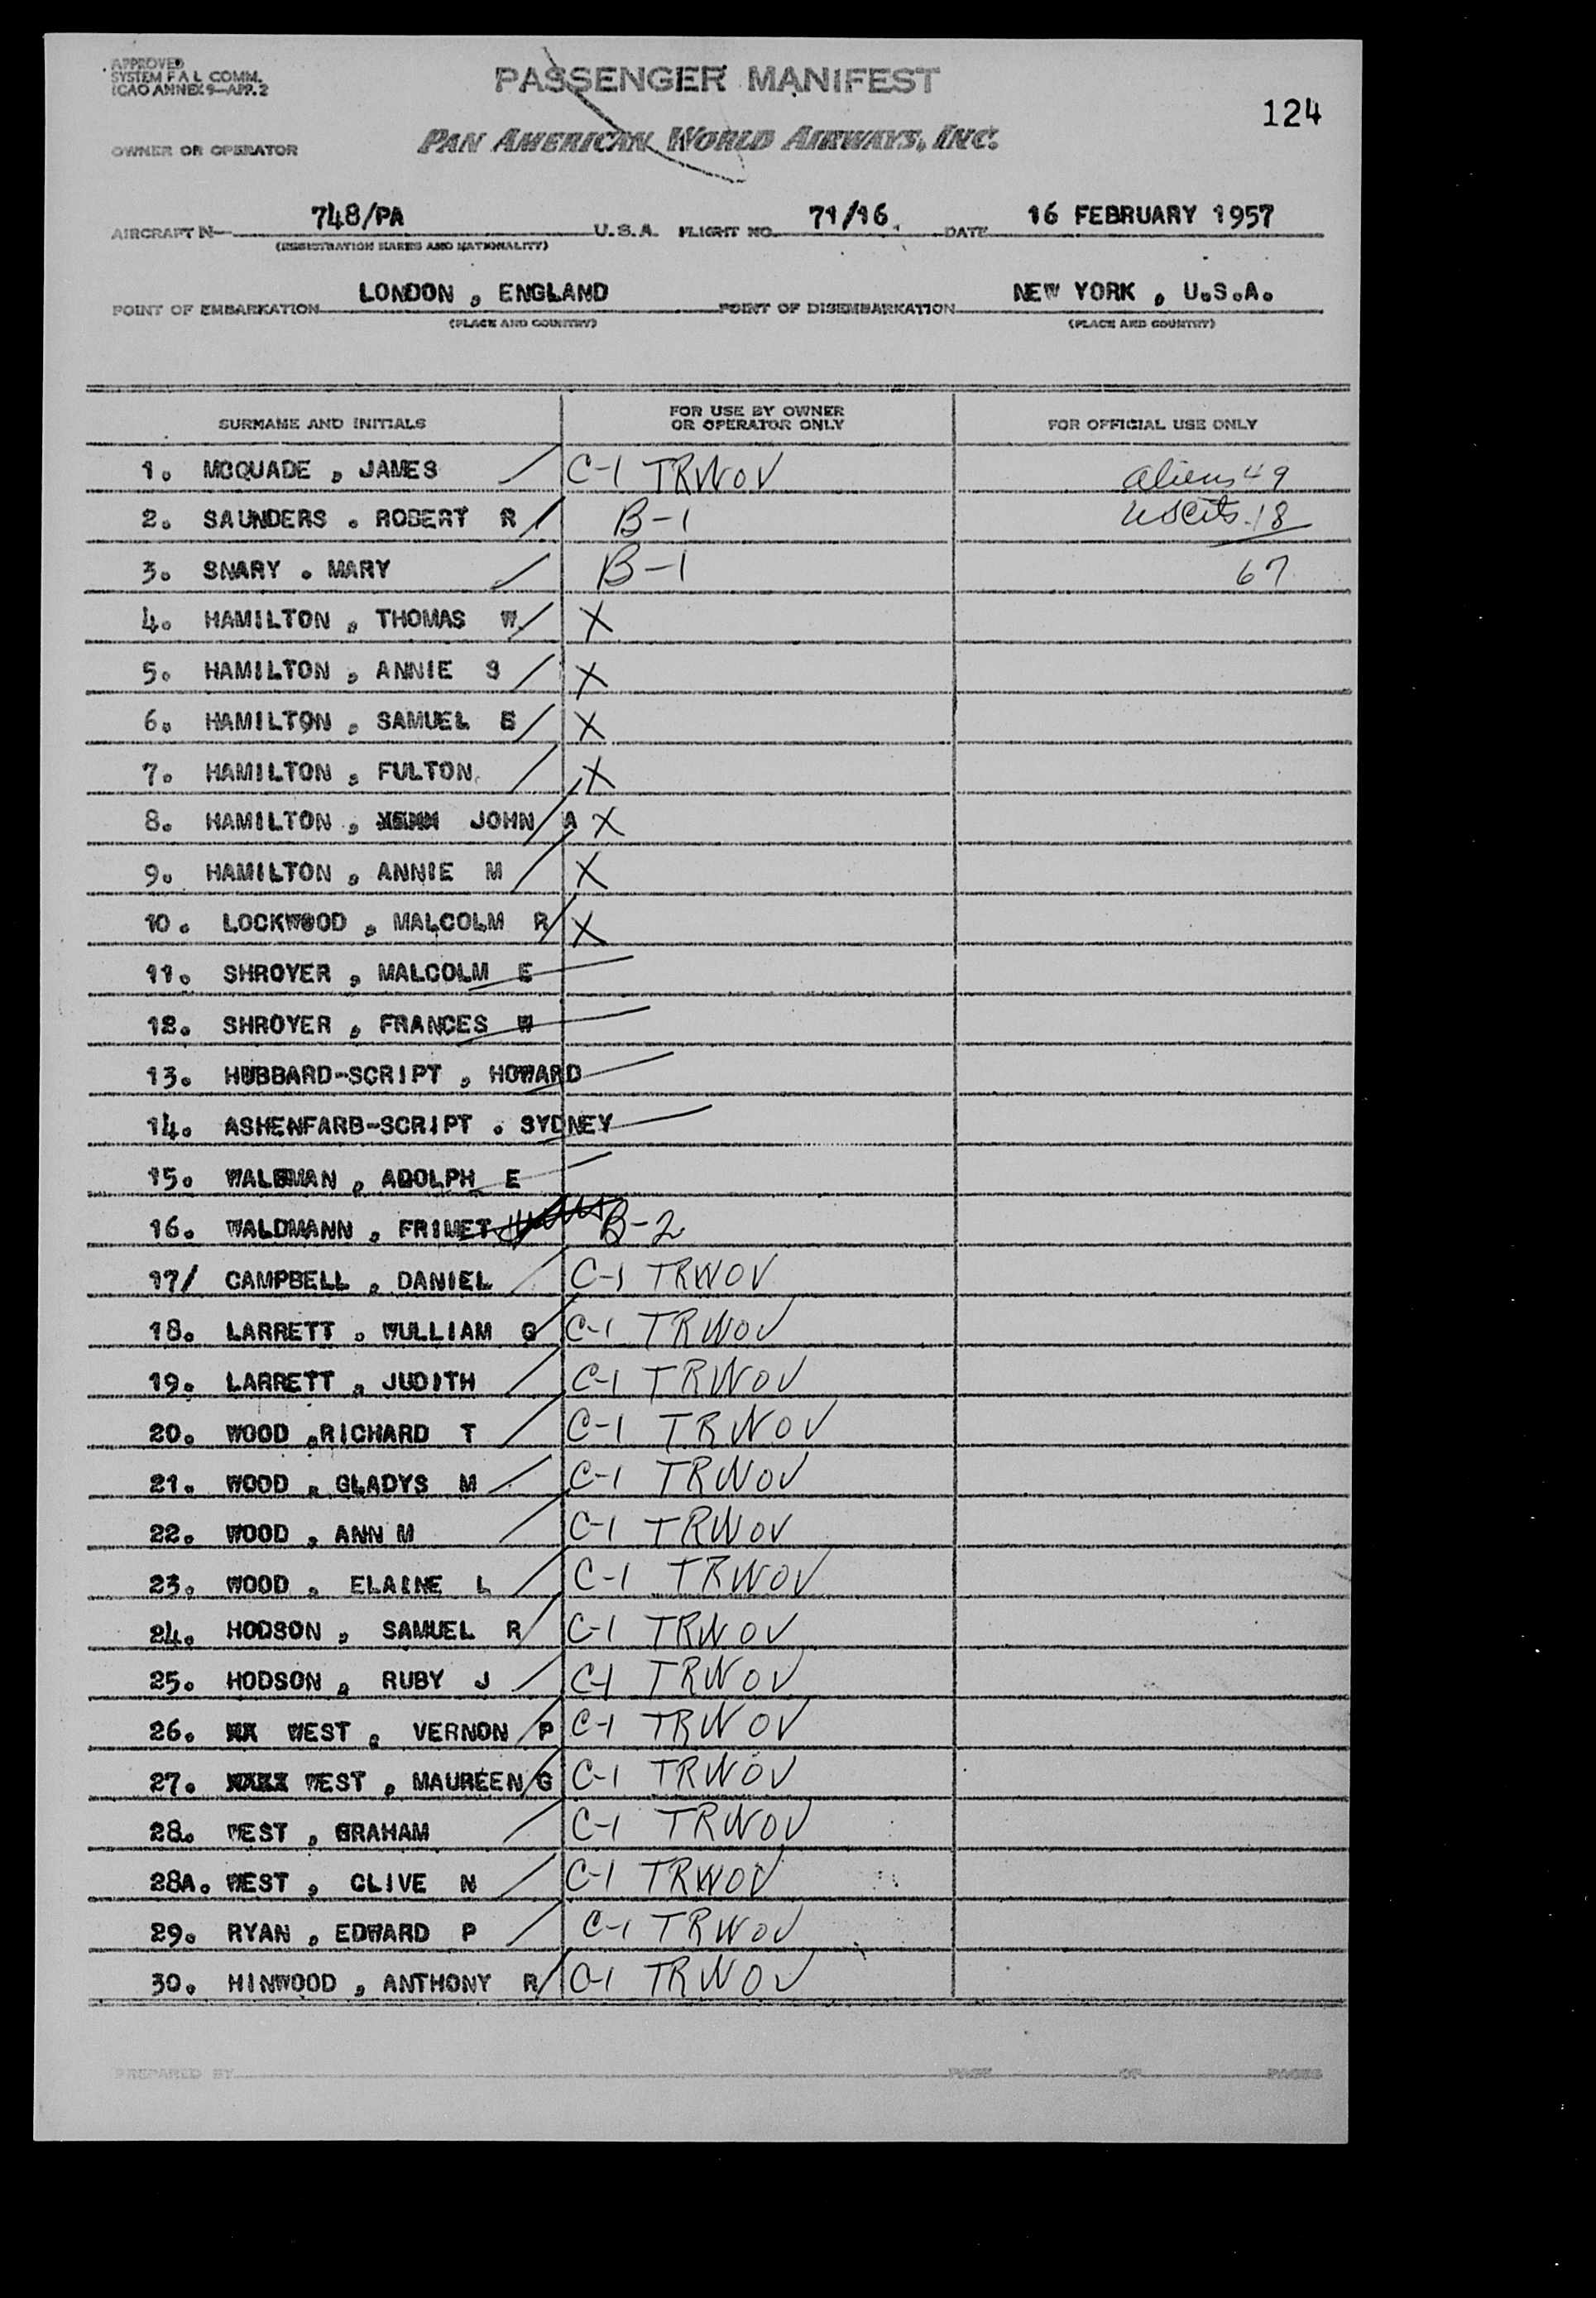 APPROVED
SYSTEM F A L COMM.
ICAO ANNEX 9-APP. 2
PASSENGER MANIFEST
124
OWNER OR OPERATOR
PAN AMERICAN WORLD AIRWAYS, INC.
AIRCRAFT N- 748/PA U.S.A. FLIGHT NO. 71/16. DATE 16 FEBRUARY 1957
(REGISTRATION MARKS AND NATIONALITY)
POINT OF EMBARKATION LONDON , ENGLAND POINT OF DISEMBARKATION NEW YORK , U.S.A.
(PLACE AND COUNTRY) (PLACE AND COUNTRY)
SURNAME AND INITIALS FOR USE BY OWNER OR OPERATOR ONLY FOR OFFICIAL USE ONLY
1. MCQUADE , JAMES / C-1 TRWOV Aliens 49
2. SAUNDERS . ROBERT R / B-1 USCits. 18
3. SNARY . MARY / B-1 67
4. HAMILTON , THOMAS W. / X
5. HAMILTON , ANNIE S / X
6. HAMILTON , SAMUEL E / X
7. HAMILTON , FULTON / X
8. HAMILTON , JOHN / A X
9. HAMILTON , ANNIE M / X
10. LOCKWOOD , MALCOLM R / X
11. SHROYER , MALCOLM E
12. SHROYER , FRANCES W
13. HUBBARD-SCRIPT , HOWARD
14. ASHENFARB-SCRIPT . SYDNEY
15. WALDMAN , ADOLPH E
16. WALDMANN , FRIMET B-2
17/ CAMPBELL , DANIEL / C-1 TRWOV
18. LARRETT , WULLIAM G / C-1 TRWOV
19. LARRETT , JUDITH / C-1 TRWOV
20. WOOD ,RICHARD T / C-1 TRWOV
21. WOOD , GLADYS M / C-1 TRWOV
22. WOOD , ANN M / C-1 TRWOV
23. WOOD , ELAINE L / C-1 TRWOV
24. HODSON , SAMUEL R / C-1 TRWOV
25. HODSON , RUBY J / C-1 TRWOV
26. WEST , VERNON / P C-1 TRWOV
27. WEST , MAUREEN / G C-1 TRWOV
28. WEST , GRAHAM / C-1 TRWOV
28A. WEST , CLIVE N / C-1 TRWOV
29. RYAN , EDWARD P / C-1 TRWOV
30. HINWOOD , ANTHONY R / C-1 TRWOV
PREPARED BY PAGE OF PAGES